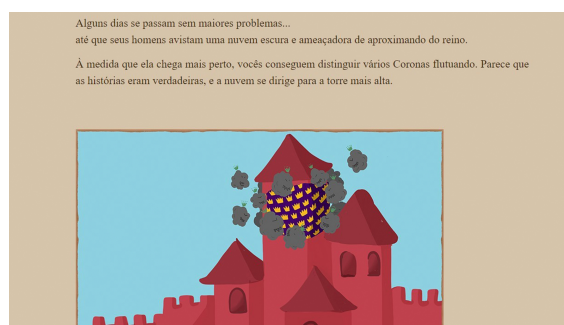 Alguns dias se passam sem maiores problemas...
até que seus homens avistam uma nuvem escura e ameaçadora de aproximando do reino.
À medida que ela chega mais perto, vocês conseguem distinguir vários Coronas flutuando. Parece que
as histórias eram verdadeiras, e a nuvem se dirige para a torre mais alta.